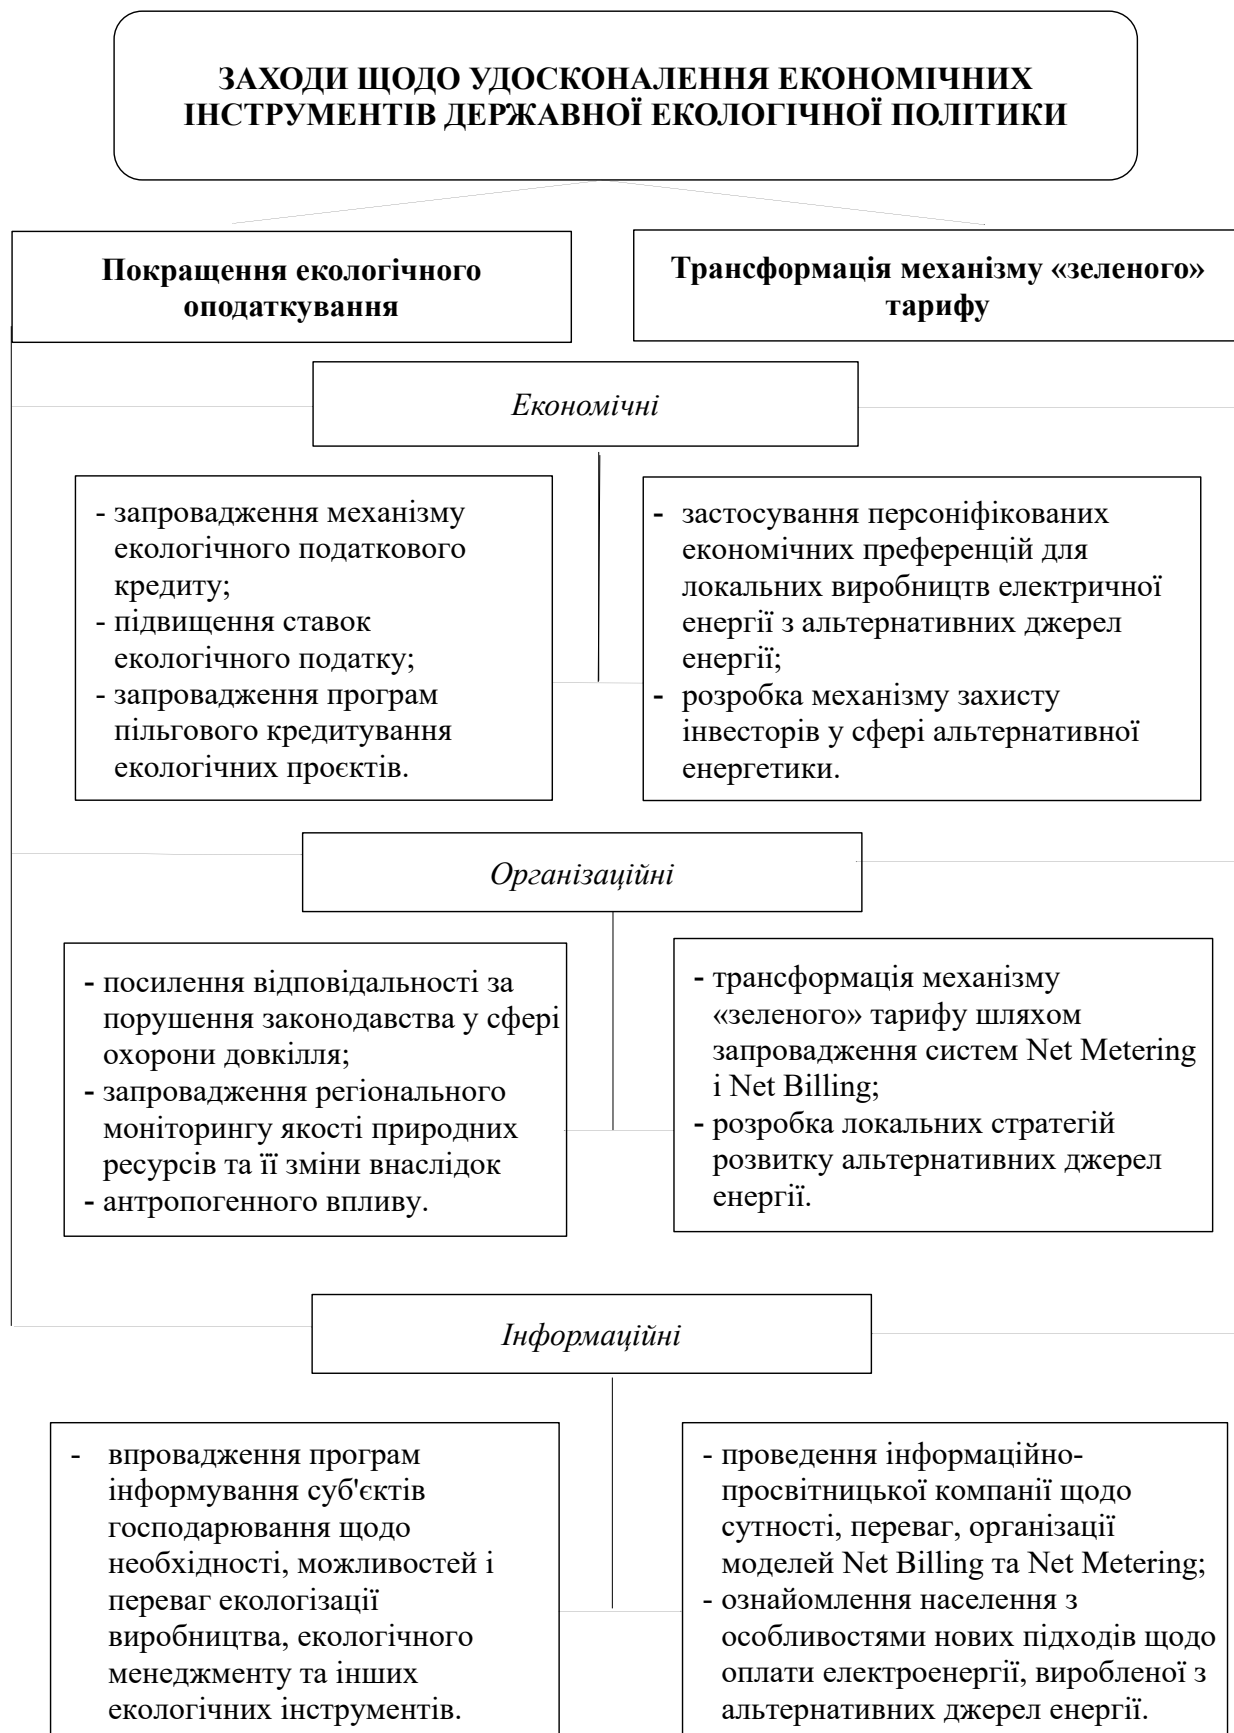 ЗАХОДИ ЩОДО УДОСКОНАЛЕННЯ ЕКОНОМІЧНИХ
ІНСТРУМЕНТІВ ДЕРЖАВНОЇ ЕКОЛОГІЧНОЇ ПОЛІТИКИ
Покращення екологічного
оподаткування
Трансформація механізму «зеленого»
тарифу
Економічні
- запровадження механізму
екологічного податкового
кредиту;
- підвищення ставок
екологічного податку;
- запровадження програм
пільгового кредитування
екологічних проєктів.
- застосування персоніфікованих
економічних преференцій для
локальних виробництв електричної
енергії з альтернативних джерел
енергії;
- розробка механізму захисту
інвесторів у сфері альтернативної
енергетики.
Організаційні
- посилення відповідальності за
порушення законодавства у сфері
охорони довкілля;
- запровадження регіонального
моніторингу якості природних
ресурсів та її зміни внаслідок
- антропогенного впливу.
- трансформація механізму
«зеленого» тарифу шляхом
запровадження систем Net Metering
і Net Billing;
- розробка локальних стратегій
розвитку альтернативних джерел
енергії.
Інформаційні
- впровадження програм
інформування суб'єктів
господарювання щодо
необхідності, можливостей і
переваг екологізації
виробництва, екологічного
менеджменту та інших
екологічних інструментів.
- проведення інформаційно-
просвітницької компанії щодо
сутності, переваг, організації
моделей Net Billing та Net Metering;
- ознайомлення населення з
особливостями нових підходів щодо
оплати електроенергії, виробленої з
альтернативних джерел енергії.